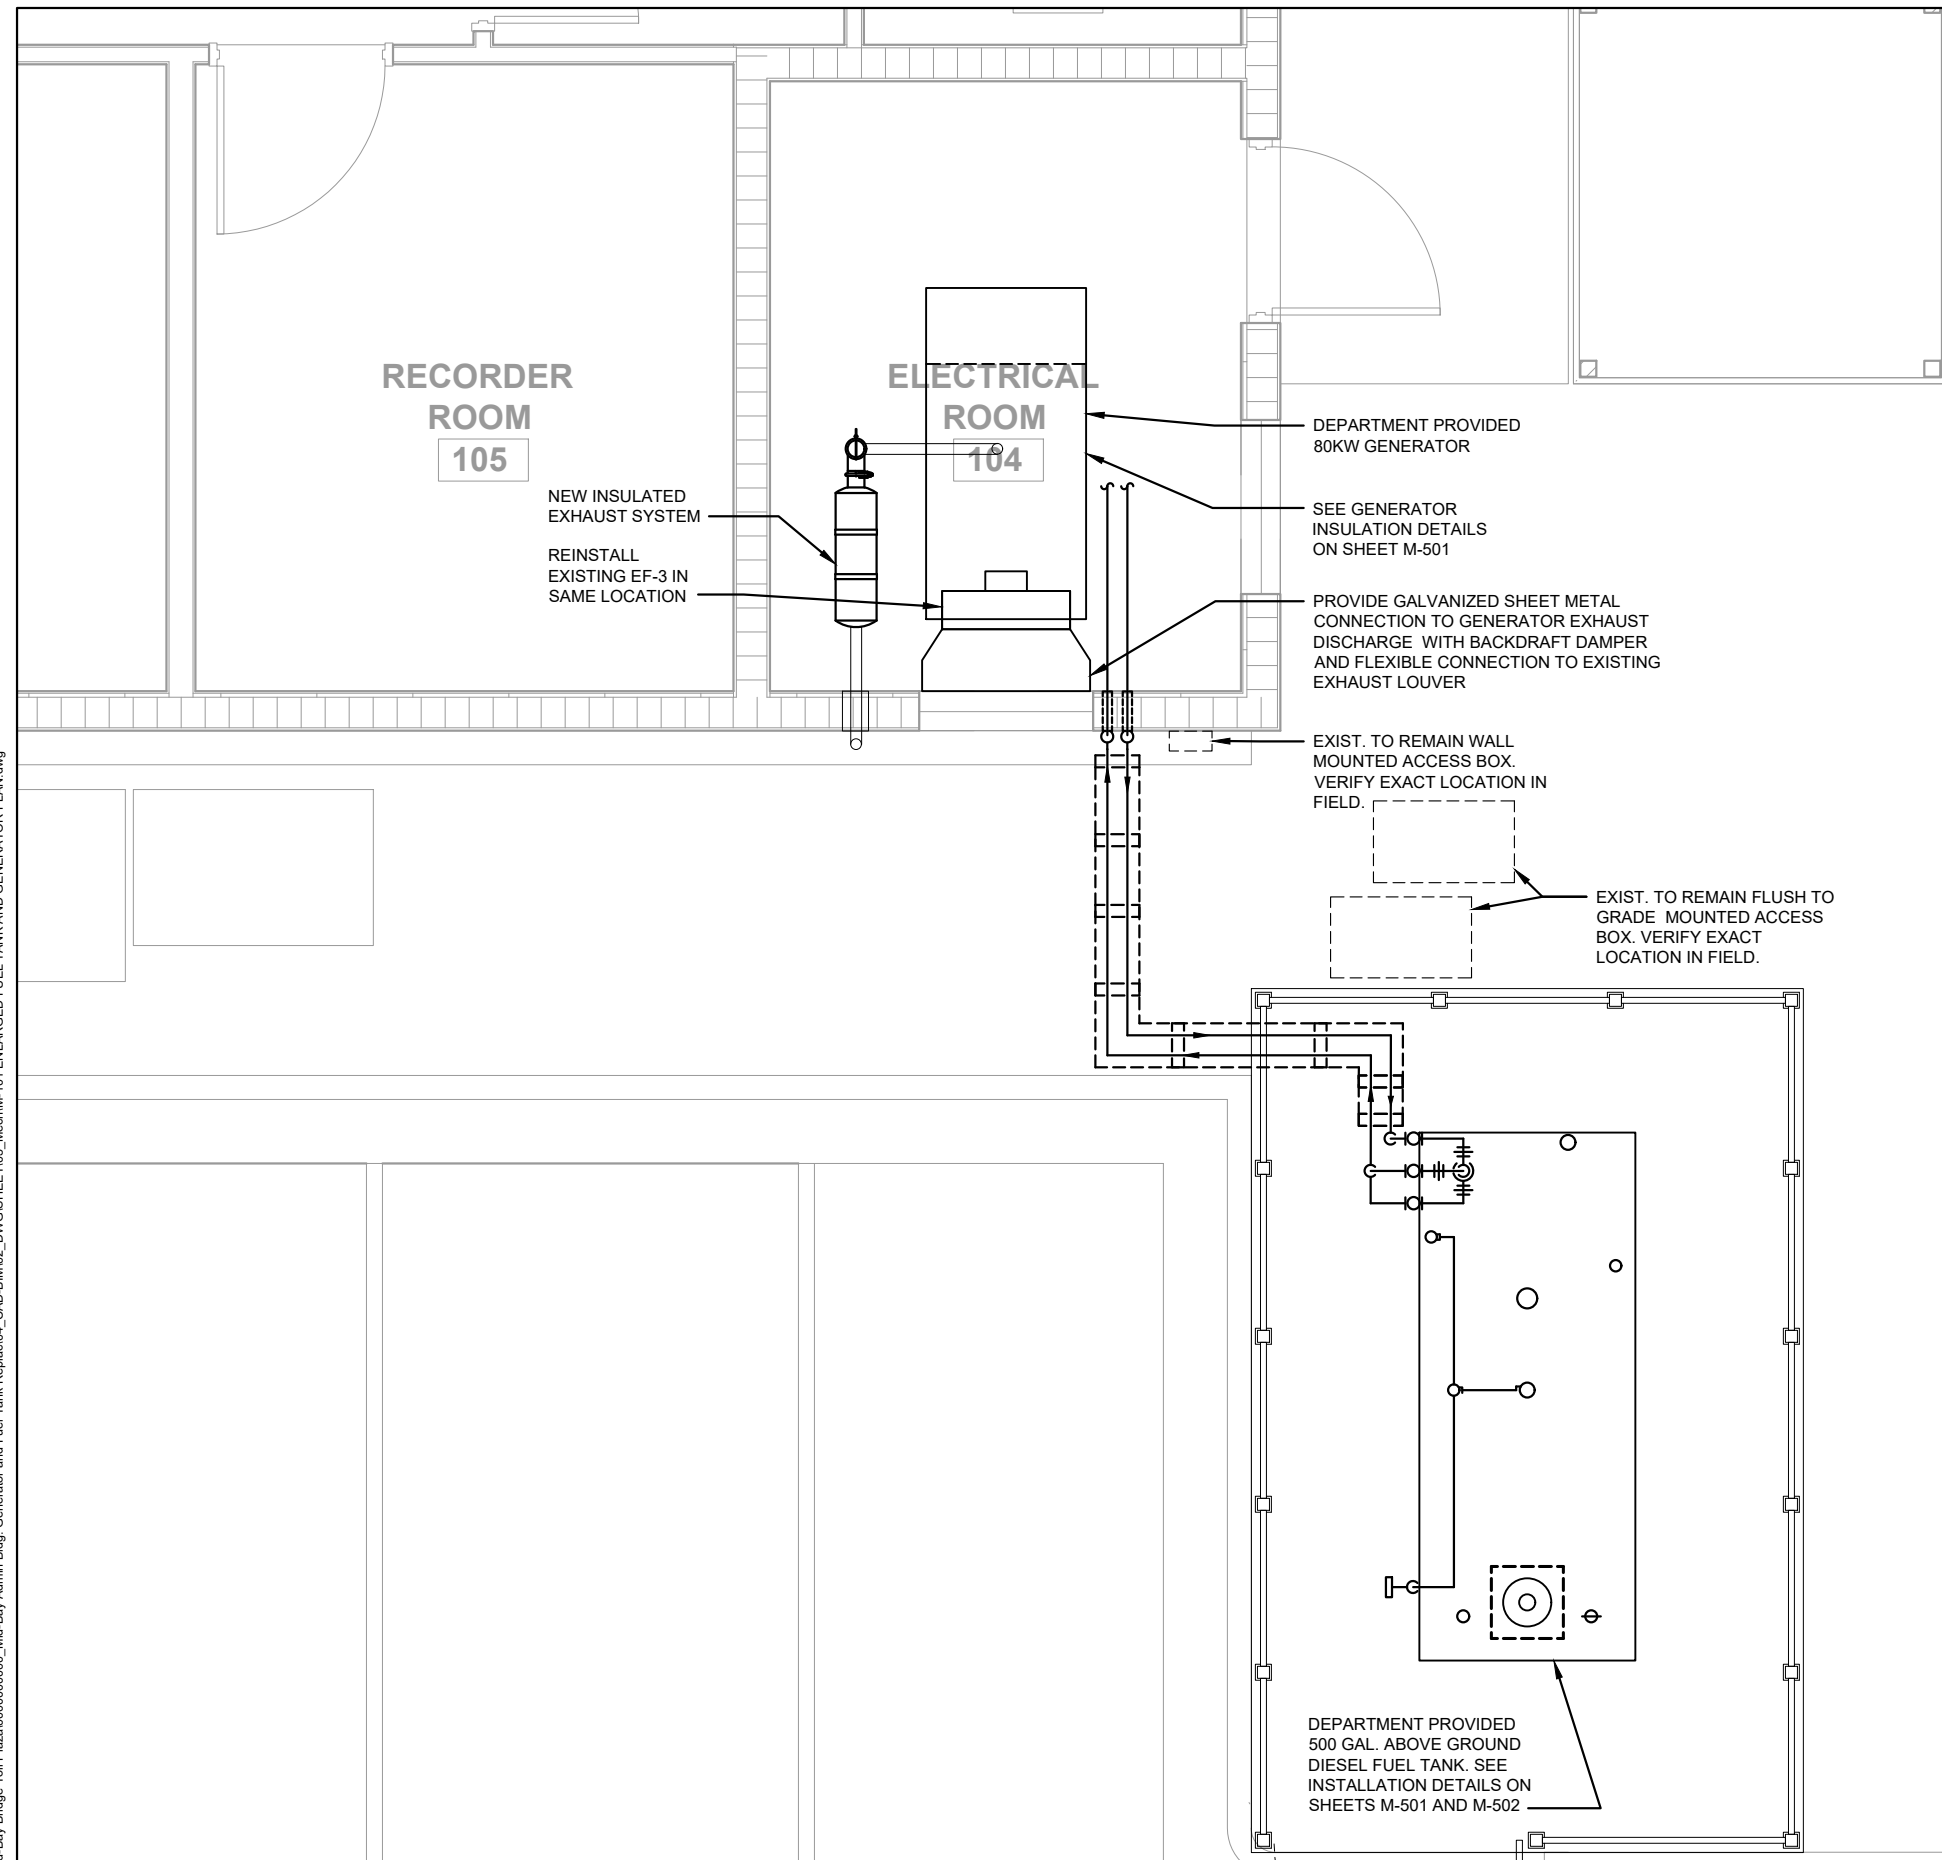 RECORDER
ROOM
105
ELECTRICAL
ROOM
104
NEW INSULATED
EXHAUST SYSTEM
REINSTALL
EXISTING EF-3 IN
SAME LOCATION
DEPARTMENT PROVIDED
80KW GENERATOR
SEE GENERATOR
INSULATION DETAILS
ON SHEET M-501
PROVIDE GALVANIZED SHEET METAL
CONNECTION TO GENERATOR EXHAUST
DISCHARGE WITH BACKDRAFT DAMPER
AND FLEXIBLE CONNECTION TO EXISTING
EXHAUST LOUVER
EXIST. TO REMAIN WALL
MOUNTED ACCESS BOX.
VERIFY EXACT LOCATION IN
FIELD.
EXIST. TO REMAIN FLUSH TO
GRADE MOUNTED ACCESS
BOX. VERIFY EXACT
LOCATION IN FIELD.
DEPARTMENT PROVIDED
500 GAL. ABOVE GROUND
DIESEL FUEL TANK. SEE
INSTALLATION DETAILS ON
SHEETS M-501 AND M-502